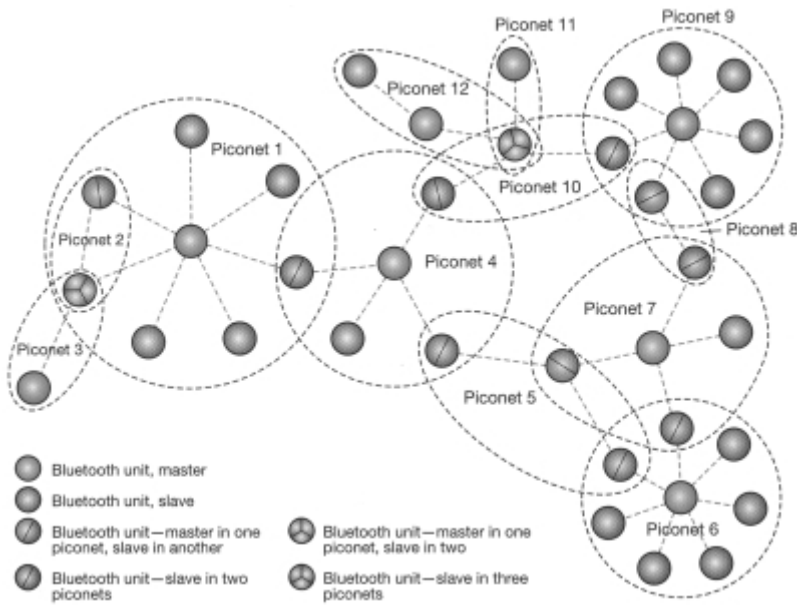 Piconet 11
Piconet 9
Piconet 12
Piconet 1
Piconet 10
Piconet 2
Piconet 4
Piconet 8
Piconet 7
Piconet 3
Piconet 5
Piconet 6
Bluetooth unit, master
Bluetooth unit, slave
Bluetooth unit—master in one
piconet, slave in another
Bluetooth unit—slave in two
piconets
Bluetooth unit—master in one
piconet, slave in two
Bluetooth unit—slave in three
piconets